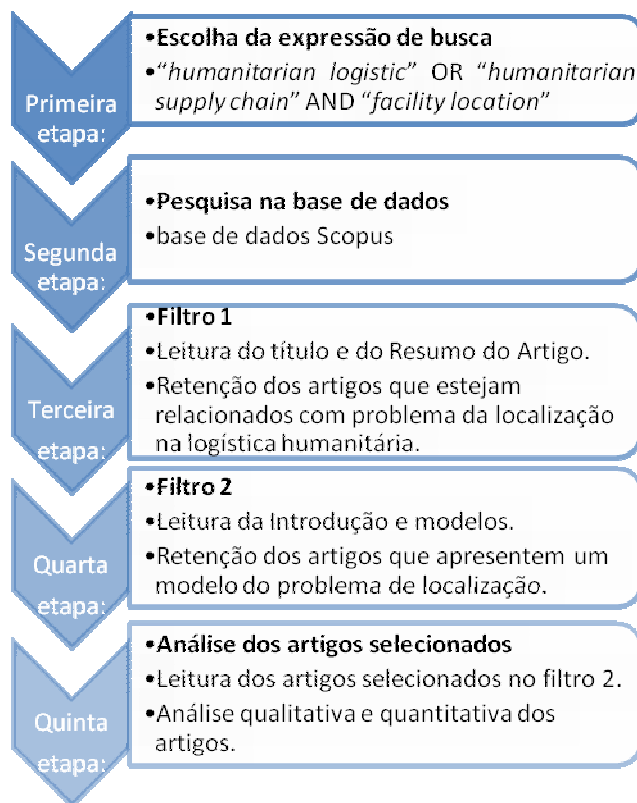 Primeira
etapa:
•Escolha da expressão de busca
•“humanitarian logistic” OR “humanitarian
supply chain” AND “facility location”
Segunda
etapa:
•Pesquisa na base de dados
•base de dados Scopus
Terceira
etapa:
•Filtro 1
•Leitura do título e do Resumo do Artigo.
•Retenção dos artigos que estejam
relacionados com problema da localização
na logística humanitária.
Quarta
etapa:
•Filtro 2
•Leitura da Introdução e modelos.
•Retenção dos artigos que apresentem um
modelo do problema de localização.
Quinta
etapa:
•Análise dos artigos selecionados
•Leitura dos artigos selecionados no filtro 2.
•Análise qualitativa e quantitativa dos
artigos.